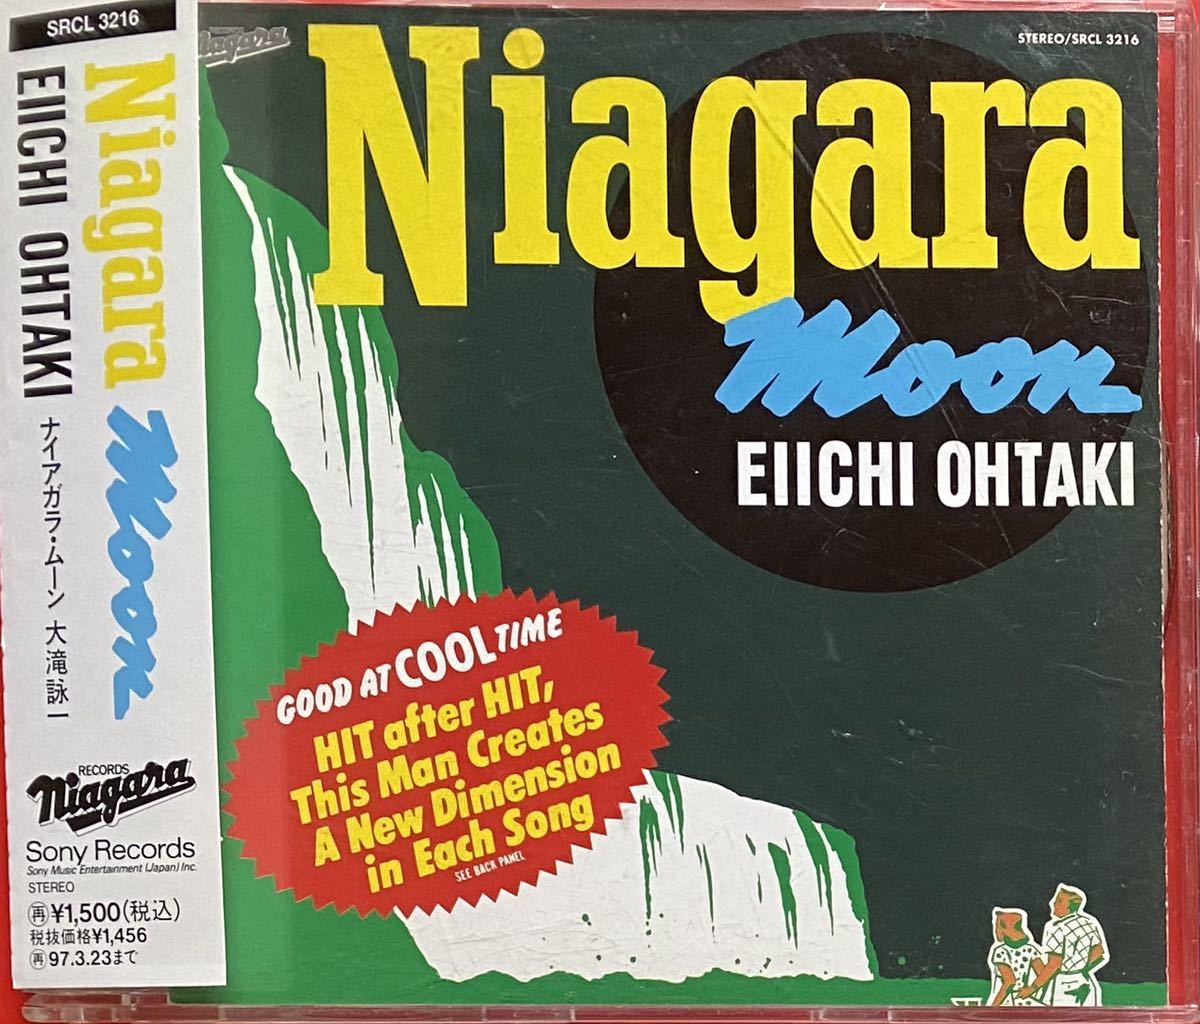 SRCL 3216
Niagara Moon
EIICHI OHTAKI
ナイアガラ・ムーン 大滝詠一
RECORDS
Niagara
Sony Records
Sony Music Entertainment (Japan) Inc.
STEREO
再¥1,500(税込)
税抜価格¥1,456
再97.3.23まで
Niagara
STEREO/SRCL 3216
Niagara
Moon
EIICHI OHTAKI
GOOD AT COOL TIME
HIT after HIT,
This Man Creates
A New Dimension
in Each Song
SEE BACK PANEL